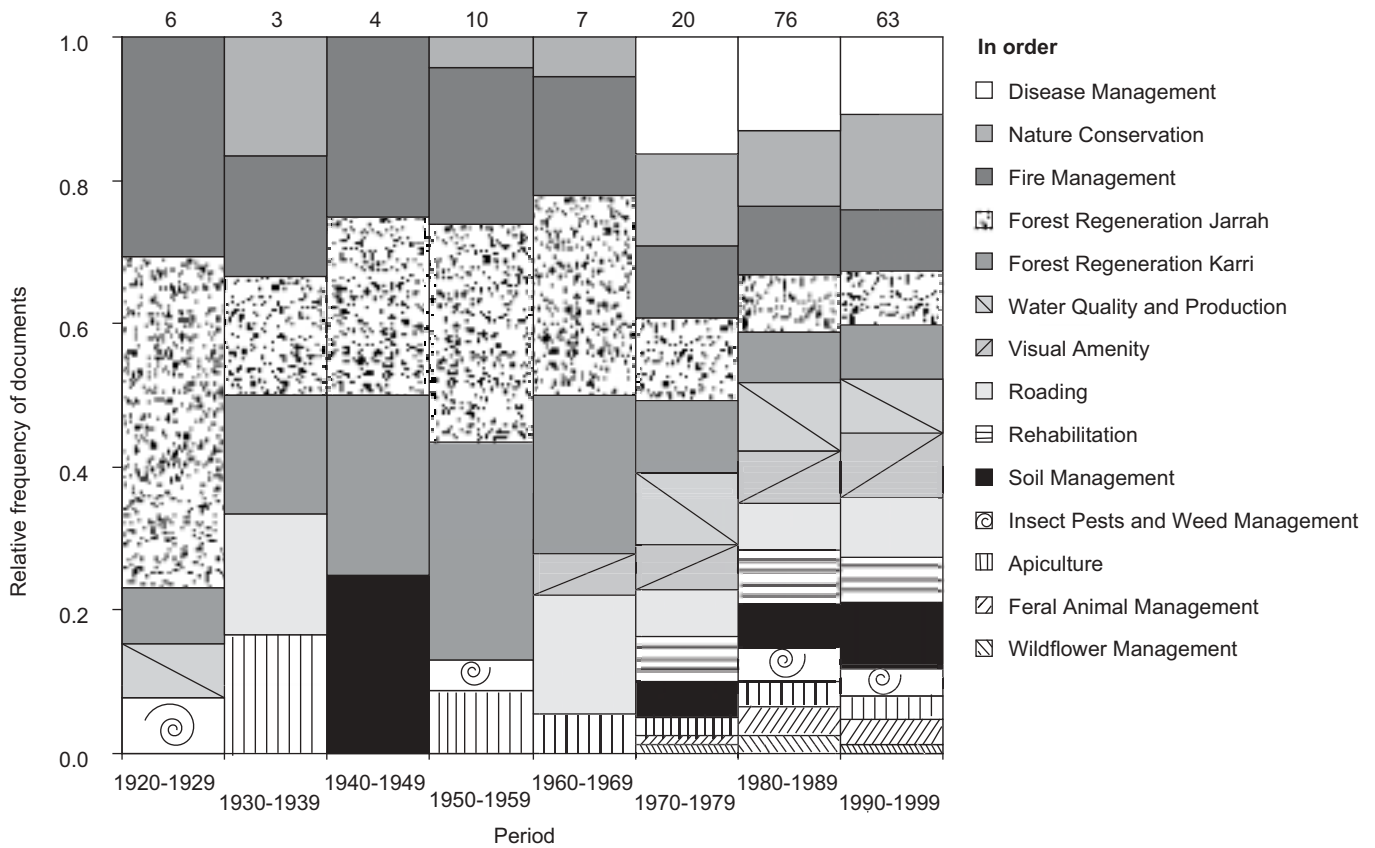 6 3 4 10 7 20 76 63
1.0
0.8
0.6
0.4
0.2
0.0
Relative frequency of documents
1920-1929
1930-1939
1940-1949
1950-1959
1960-1969
1970-1979
1980-1989
1990-1999
Period
In order
Disease Management
Nature Conservation
Fire Management
Forest Regeneration Jarrah
Forest Regeneration Karri
Water Quality and Production
Visual Amenity
Roading
Rehabilitation
Soil Management
Insect Pests and Weed Management
Apiculture
Feral Animal Management
Wildflower Management